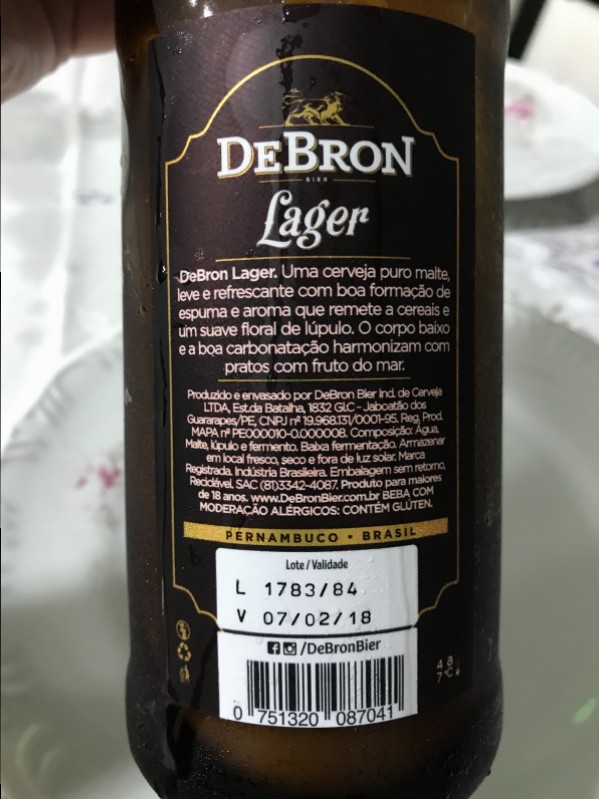 DEBRON
BIER
Lager
DeBron Lager. Uma cerveja puro malte,
leve e refrescante com boa formação de
espuma e aroma que remete a cereais e
um suave floral de lúpulo. O corpo baixo
e a boa carbonatação harmonizam com
pratos com fruto do mar.
Produzido e envasado por DeBron Bier Ind. de Cerveja
LTDA, Est.da Batalha, 1832 GLC - Jaboatão dos
Guararapes/PE, CNPJ nº 19.968.131/0001-95. Reg. Prod.
MAPA nº PE000010-0.000008. Composição: Água,
Malte, lúpulo e fermento. Baixa fermentação. Armazenar
em local fresco, seco e fora de luz solar. Marca
Registrada. Indústria Brasileira. Embalagem sem retorno,
Reciclável. SAC (81)3342-4087. Produto para maiores
de 18 anos. www.DeBronBier.com.br BEBA COM
MODERAÇÃO ALÉRGICOS: CONTÉM GLÚTEN.
PERNAMBUCO • BRASIL
Lote / Validade
L 1783/84
V 07/02/18
/DeBronBier
0 751320 087041
4 a
7°C